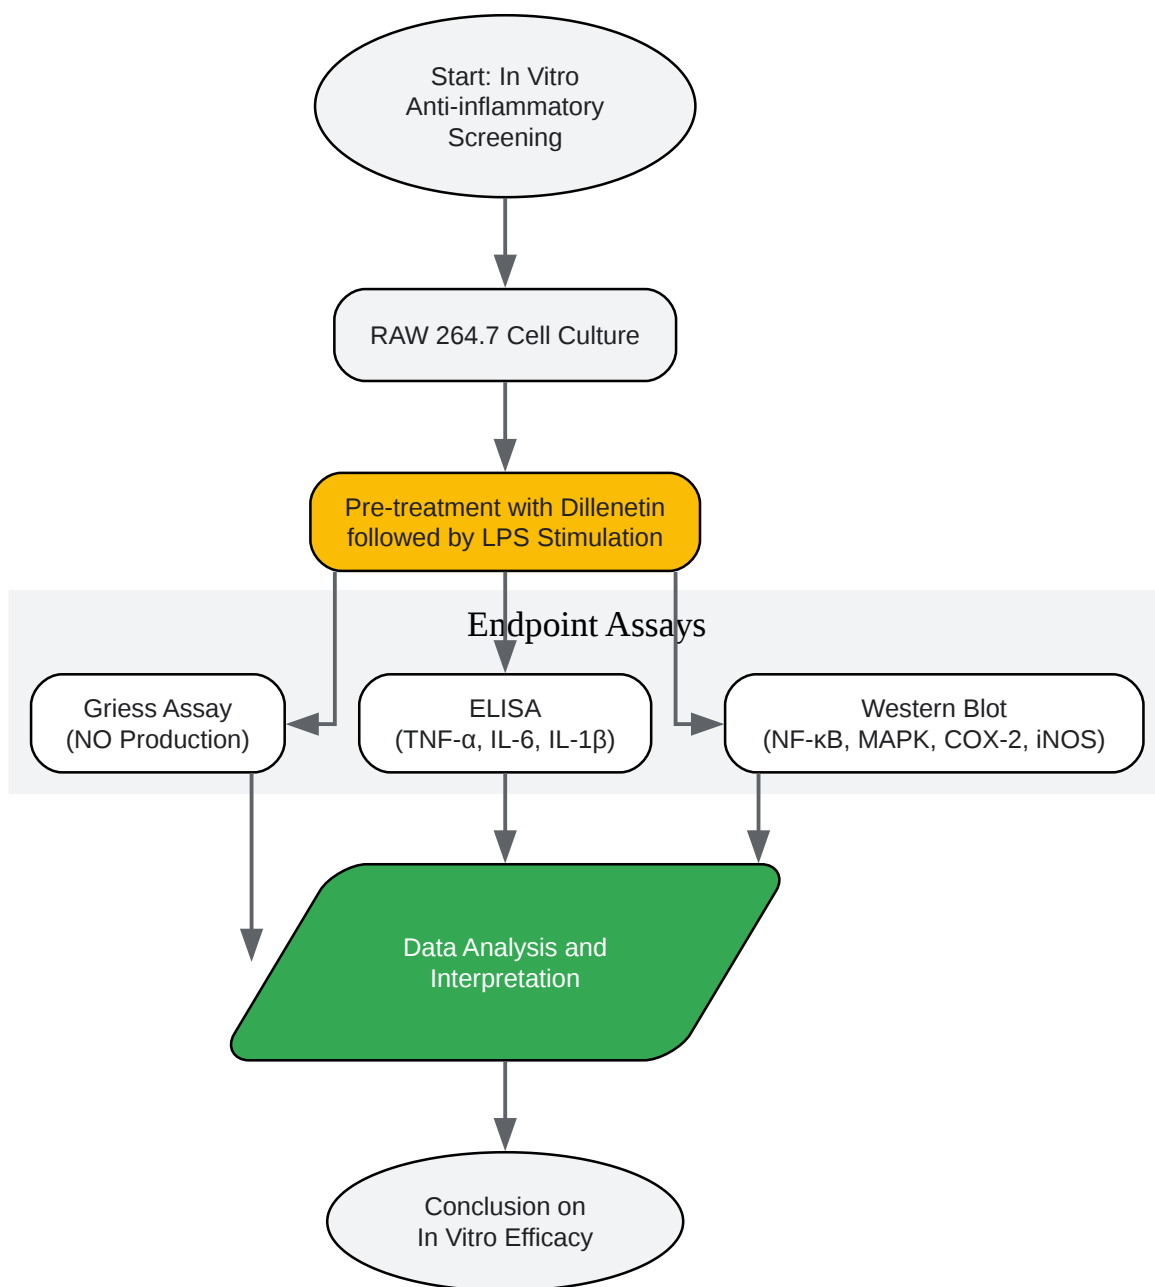 Start: In Vitro
Anti-inflammatory
Screening
RAW 264.7 Cell Culture
Pre-treatment with Dillenetin
followed by LPS Stimulation
Endpoint Assays
Griess Assay
(NO Production)
ELISA
(TNF-α, IL-6, IL-1β)
Western Blot
(NF-κB, MAPK, COX-2, iNOS)
Data Analysis and
Interpretation
Conclusion on
In Vitro Efficacy